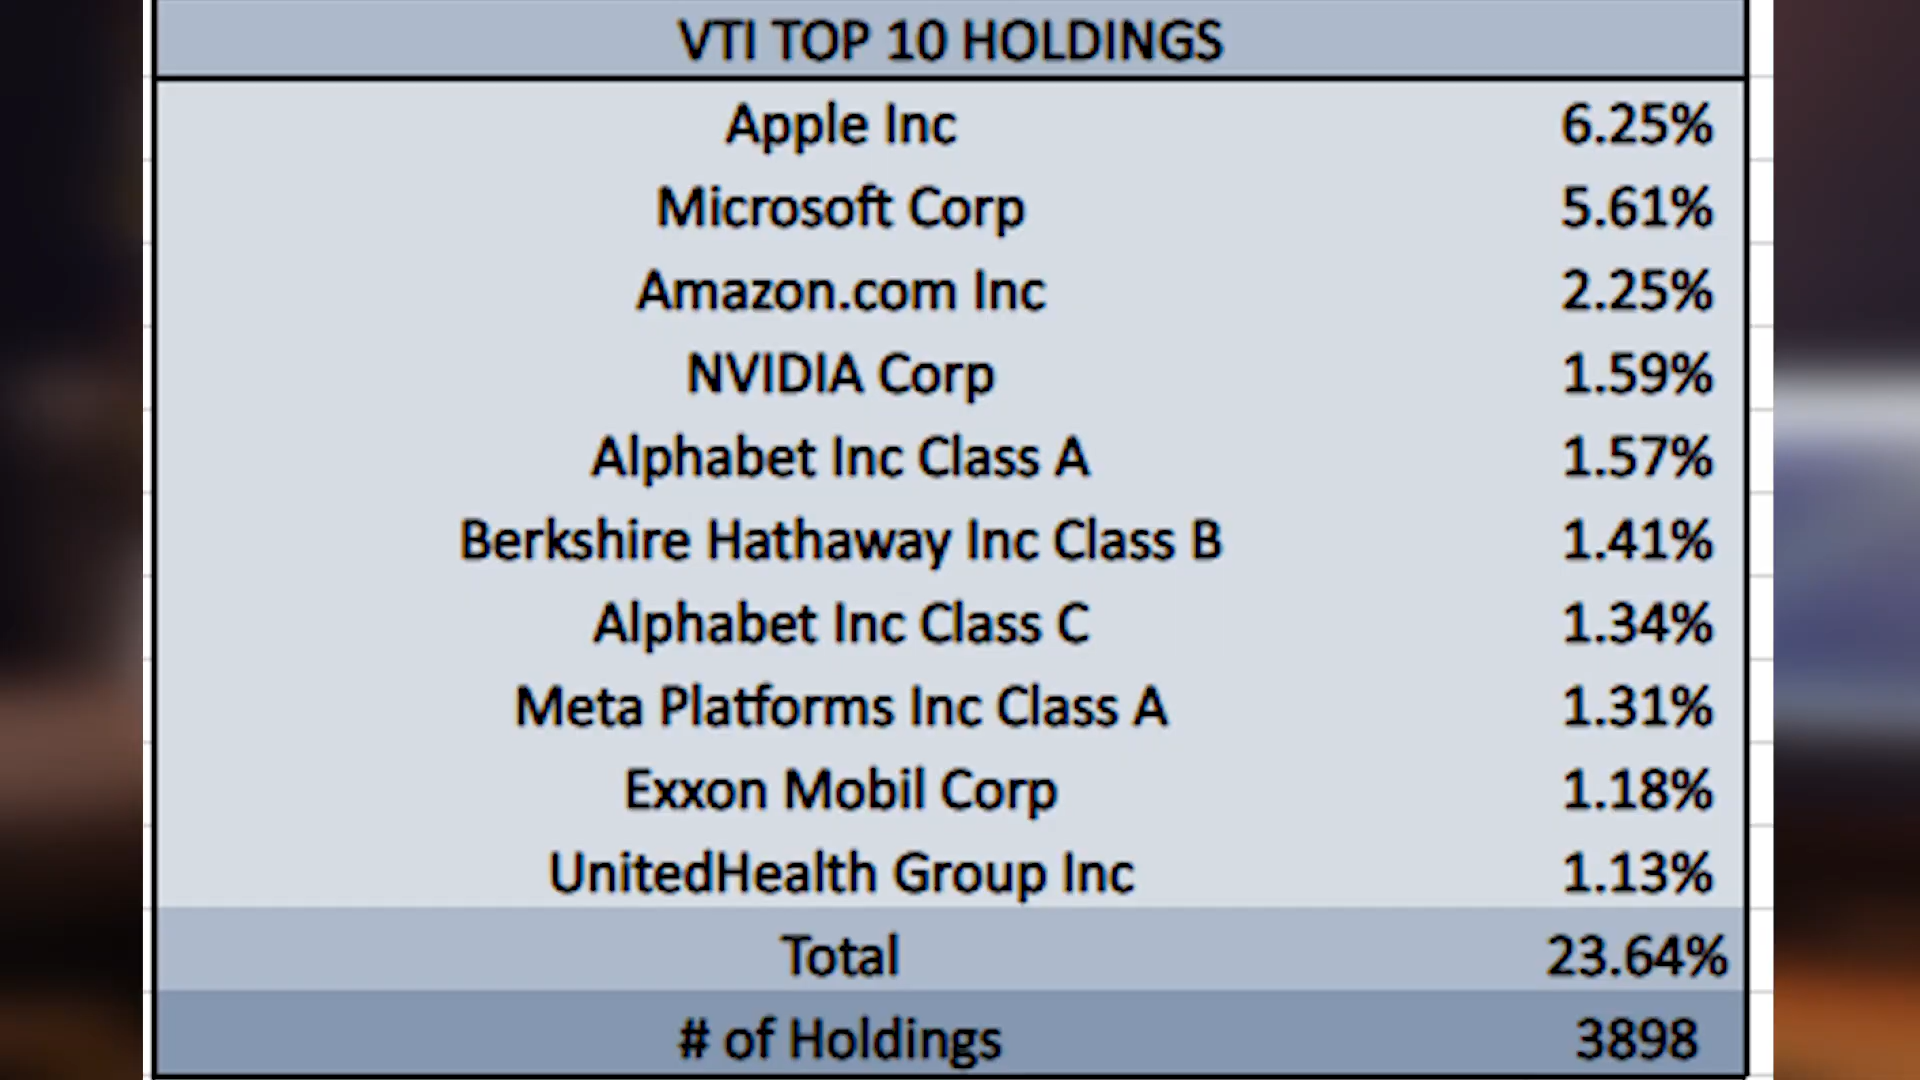 VTI TOP 10 HOLDINGS
Apple Inc 6.25%
Microsoft Corp 5.61%
Amazon.com Inc 2.25%
NVIDIA Corp 1.59%
Alphabet Inc Class A 1.57%
Berkshire Hathaway Inc Class B 1.41%
Alphabet Inc Class C 1.34%
Meta Platforms Inc Class A 1.31%
Exxon Mobil Corp 1.18%
UnitedHealth Group Inc 1.13%
Total 23.64%
# of Holdings 3898